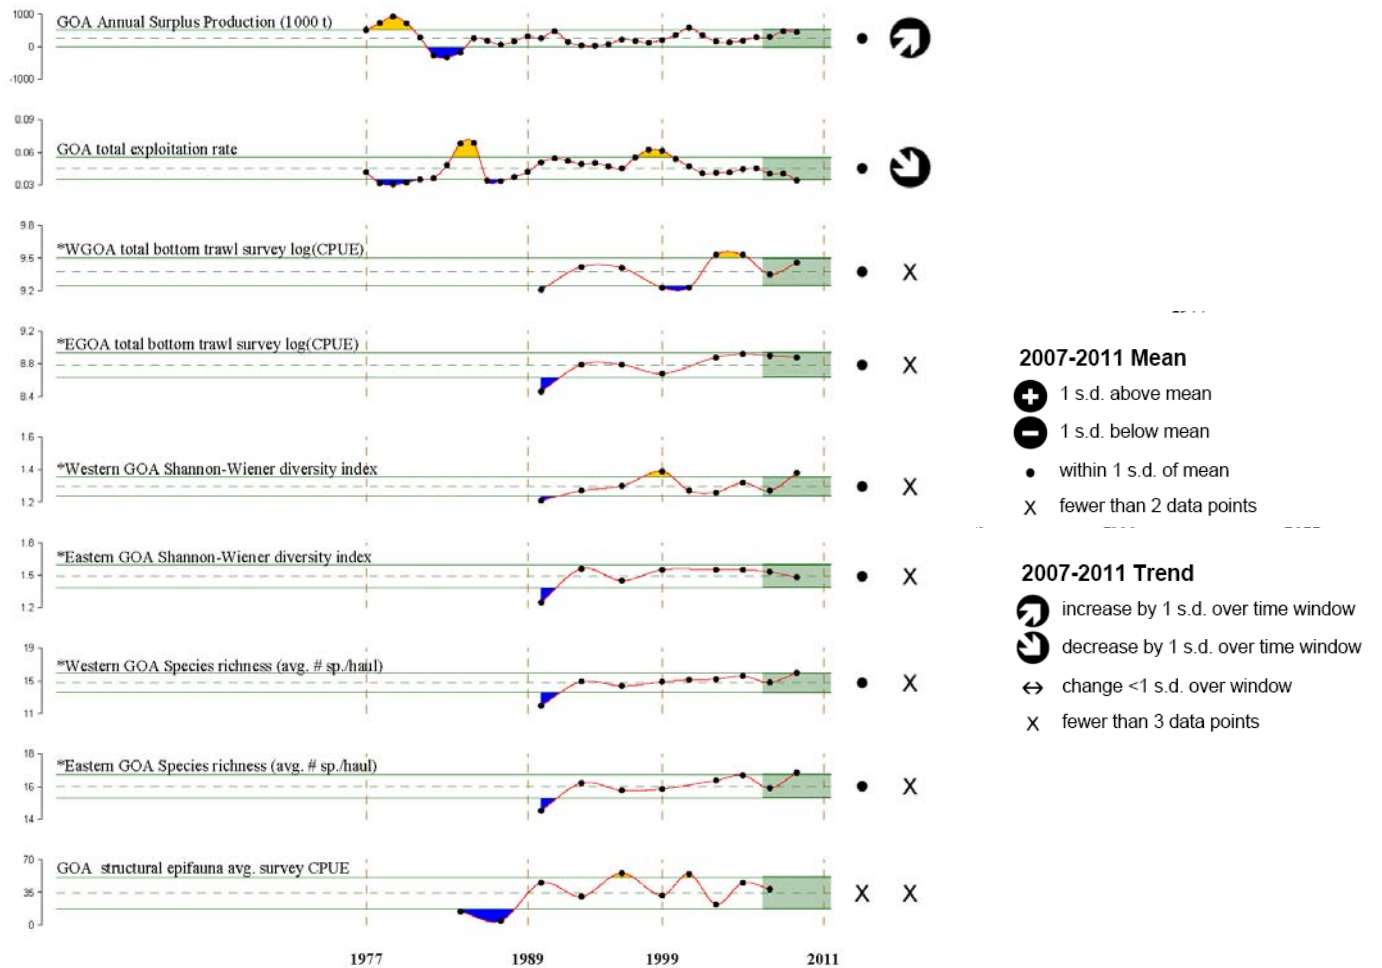 GOA Annual Surplus Production (1000 t)
1000
0
-1000
GOA total exploitation rate
0.09
0.06
0.03
*WGOA total bottom trawl survey log(CPUE)
9.8
9.5
9.2
*EGOA total bottom trawl survey log(CPUE)
9.2
8.8
8.4
*Western GOA Shannon-Wiener diversity index
1.6
1.4
1.2
*Eastern GOA Shannon-Wiener diversity index
1.8
1.5
1.2
*Western GOA Species richness (avg. # sp./haul)
19
15
11
*Eastern GOA Species richness (avg. # sp./haul)
18
16
14
GOA structural epifauna avg. survey CPUE
70
35
0
1977 1989 1999 2011
X
X
X
X
X
X
X X
2007-2011 Mean
1 s.d. above mean
1 s.d. below mean
within 1 s.d. of mean
X fewer than 2 data points
2007-2011 Trend
increase by 1 s.d. over time window
decrease by 1 s.d. over time window
change <1 s.d. over window
X fewer than 3 data points